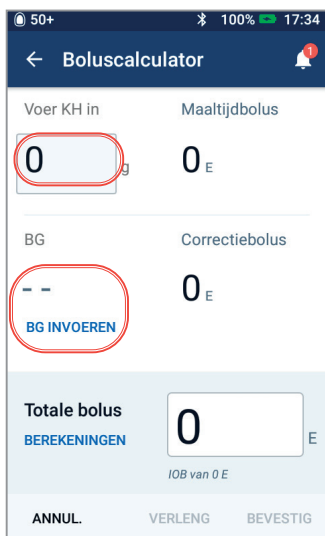 50+ 100% 17:34
← Boluscalculator 1
Voer KH in Maaltijdbolus
0 g 0 E
BG Correctiebolus
-- 0 E
BG INVOEREN
Totale bolus
BEREKENINGEN 0 E
IOB van 0 E
ANNUL. VERLENG BEVESTIG